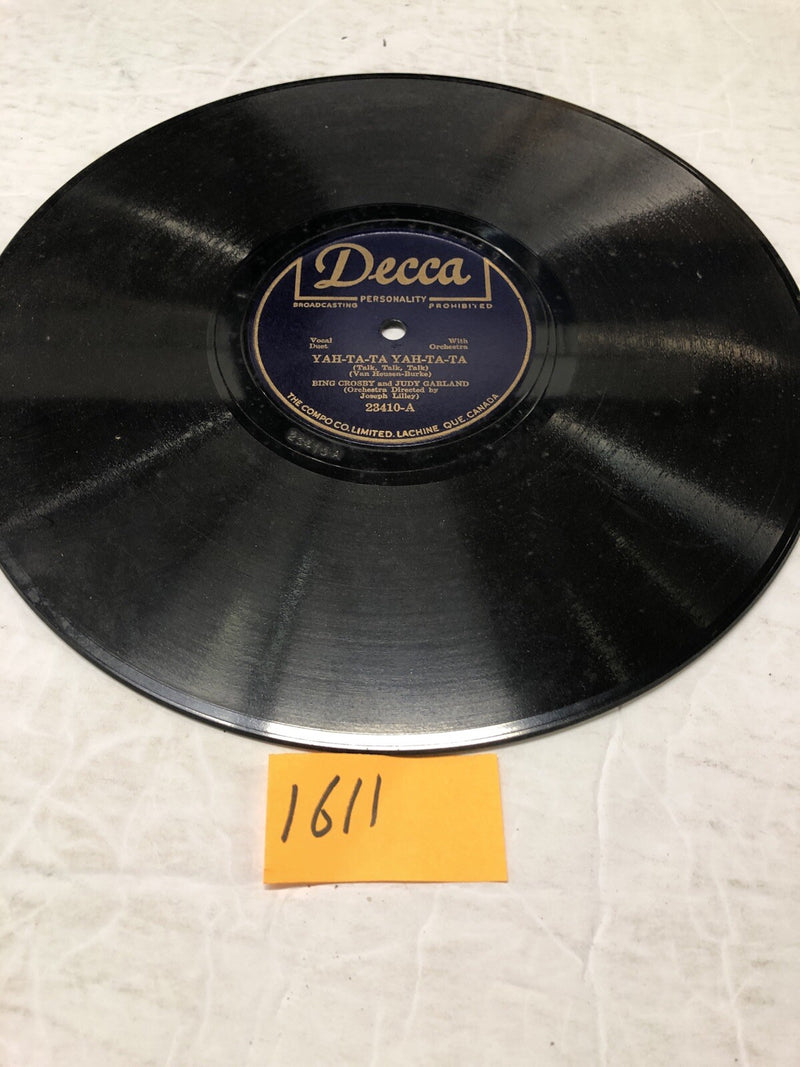 Decca
PERSONALITY
BROADCASTING PROHIBITED
Vocal Duet
With Orchestra
YAH-TA-TA YAH-TA-TA
(Talk, Talk, Talk)
(Van Heusen-Burke)
BING CROSBY and JUDY GARLAND
(Orchestra Directed by
Joseph Lilley)
23410-A
THE COMPO CO. LIMITED. LACHINE QUE. CANADA
1611